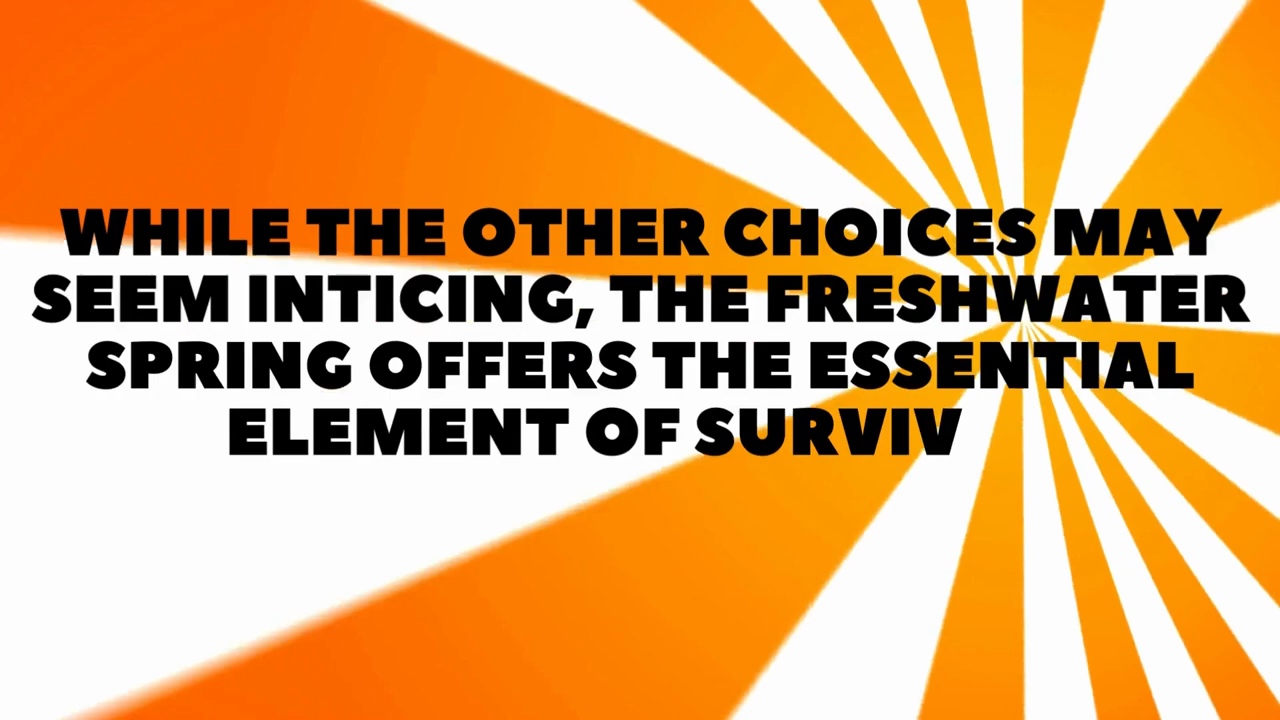 WHILE THE OTHER CHOICES MAY
SEEM INTICING, THE FRESHWATER
SPRING OFFERS THE ESSENTIAL
ELEMENT OF SURVIV